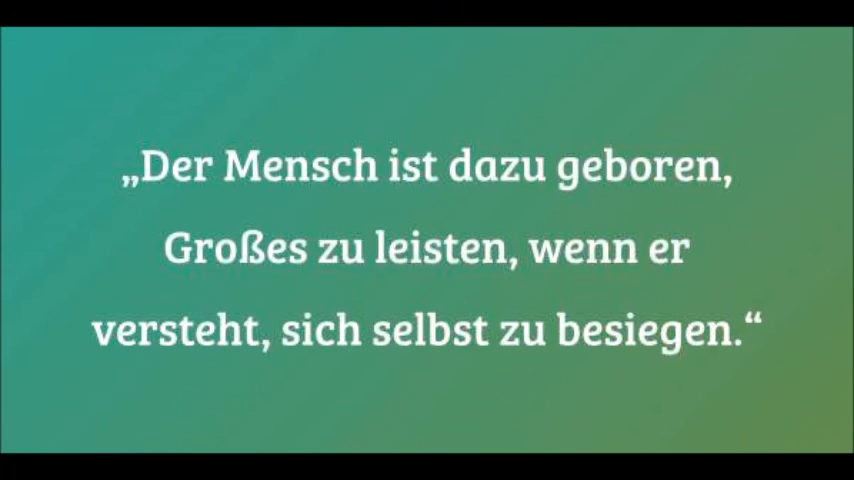 „Der Mensch ist dazu geboren,
Großes zu leisten, wenn er
versteht, sich selbst zu besiegen.“